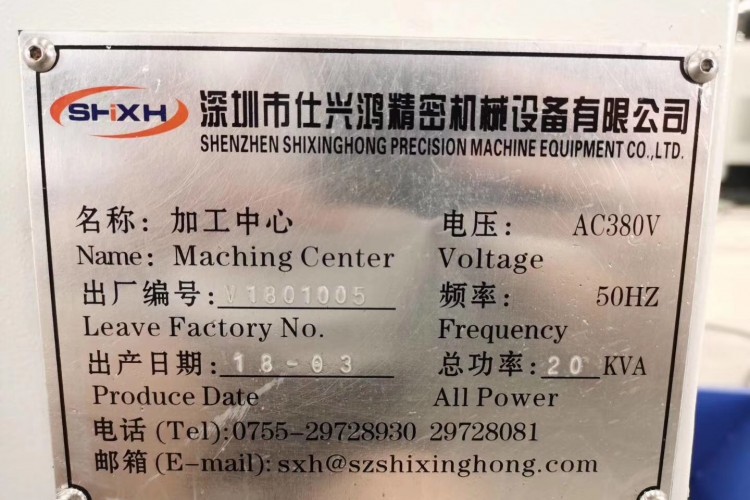 SHiXH 深圳市仕兴鸿精密机械设备有限公司
SHENZHEN SHIXINGHONG PRECISION MACHINE EQUIPMENT CO.,LTD.
名称: 加工中心 电压: AC380V
Name: Maching Center Voltage
出厂编号: V1801005 频率: 50HZ
Leave Factory No. Frequency
出产日期: 18-03 总功率: 20 KVA
Produce Date All Power
电话 (Tel):0755-29728930 29728081
邮箱 (E-mail): sxh@szshixinghong.com